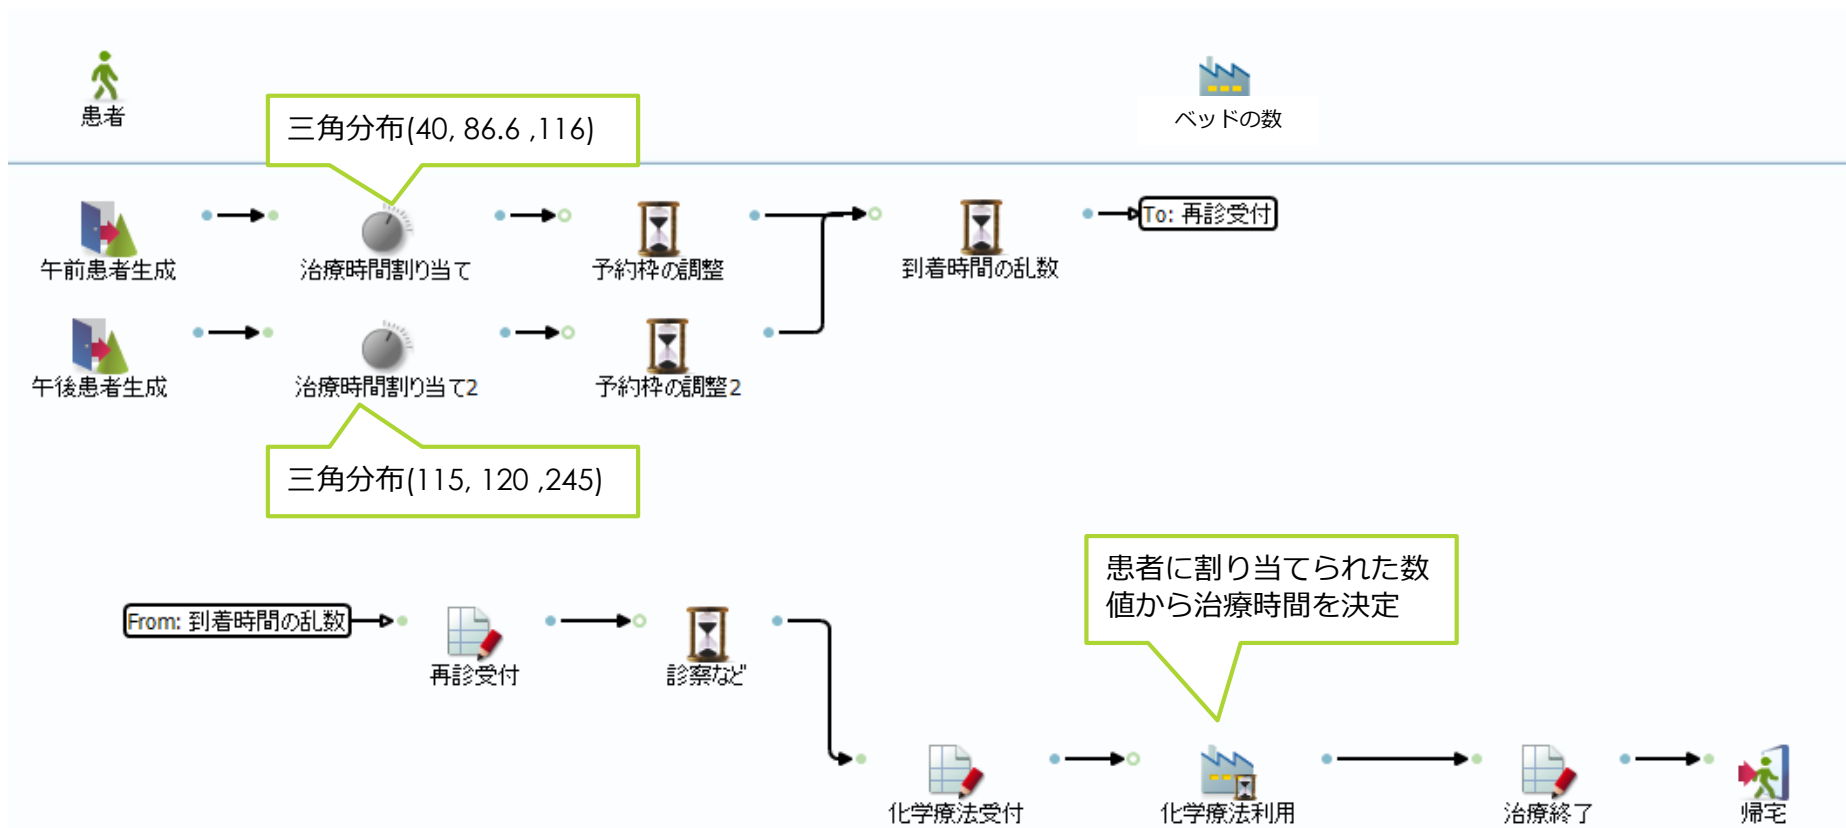 患者
ベッドの数
三角分布(40, 86.6 ,116)
午前患者生成
治療時間割り当て
予約枠の調整
到着時間の乱数
To: 再診受付
午後患者生成
治療時間割り当て2
予約枠の調整2
三角分布(115, 120 ,245)
患者に割り当てられた数
値から治療時間を決定
From: 到着時間の乱数
再診受付
診察など
化学療法受付
化学療法利用
治療終了
帰宅